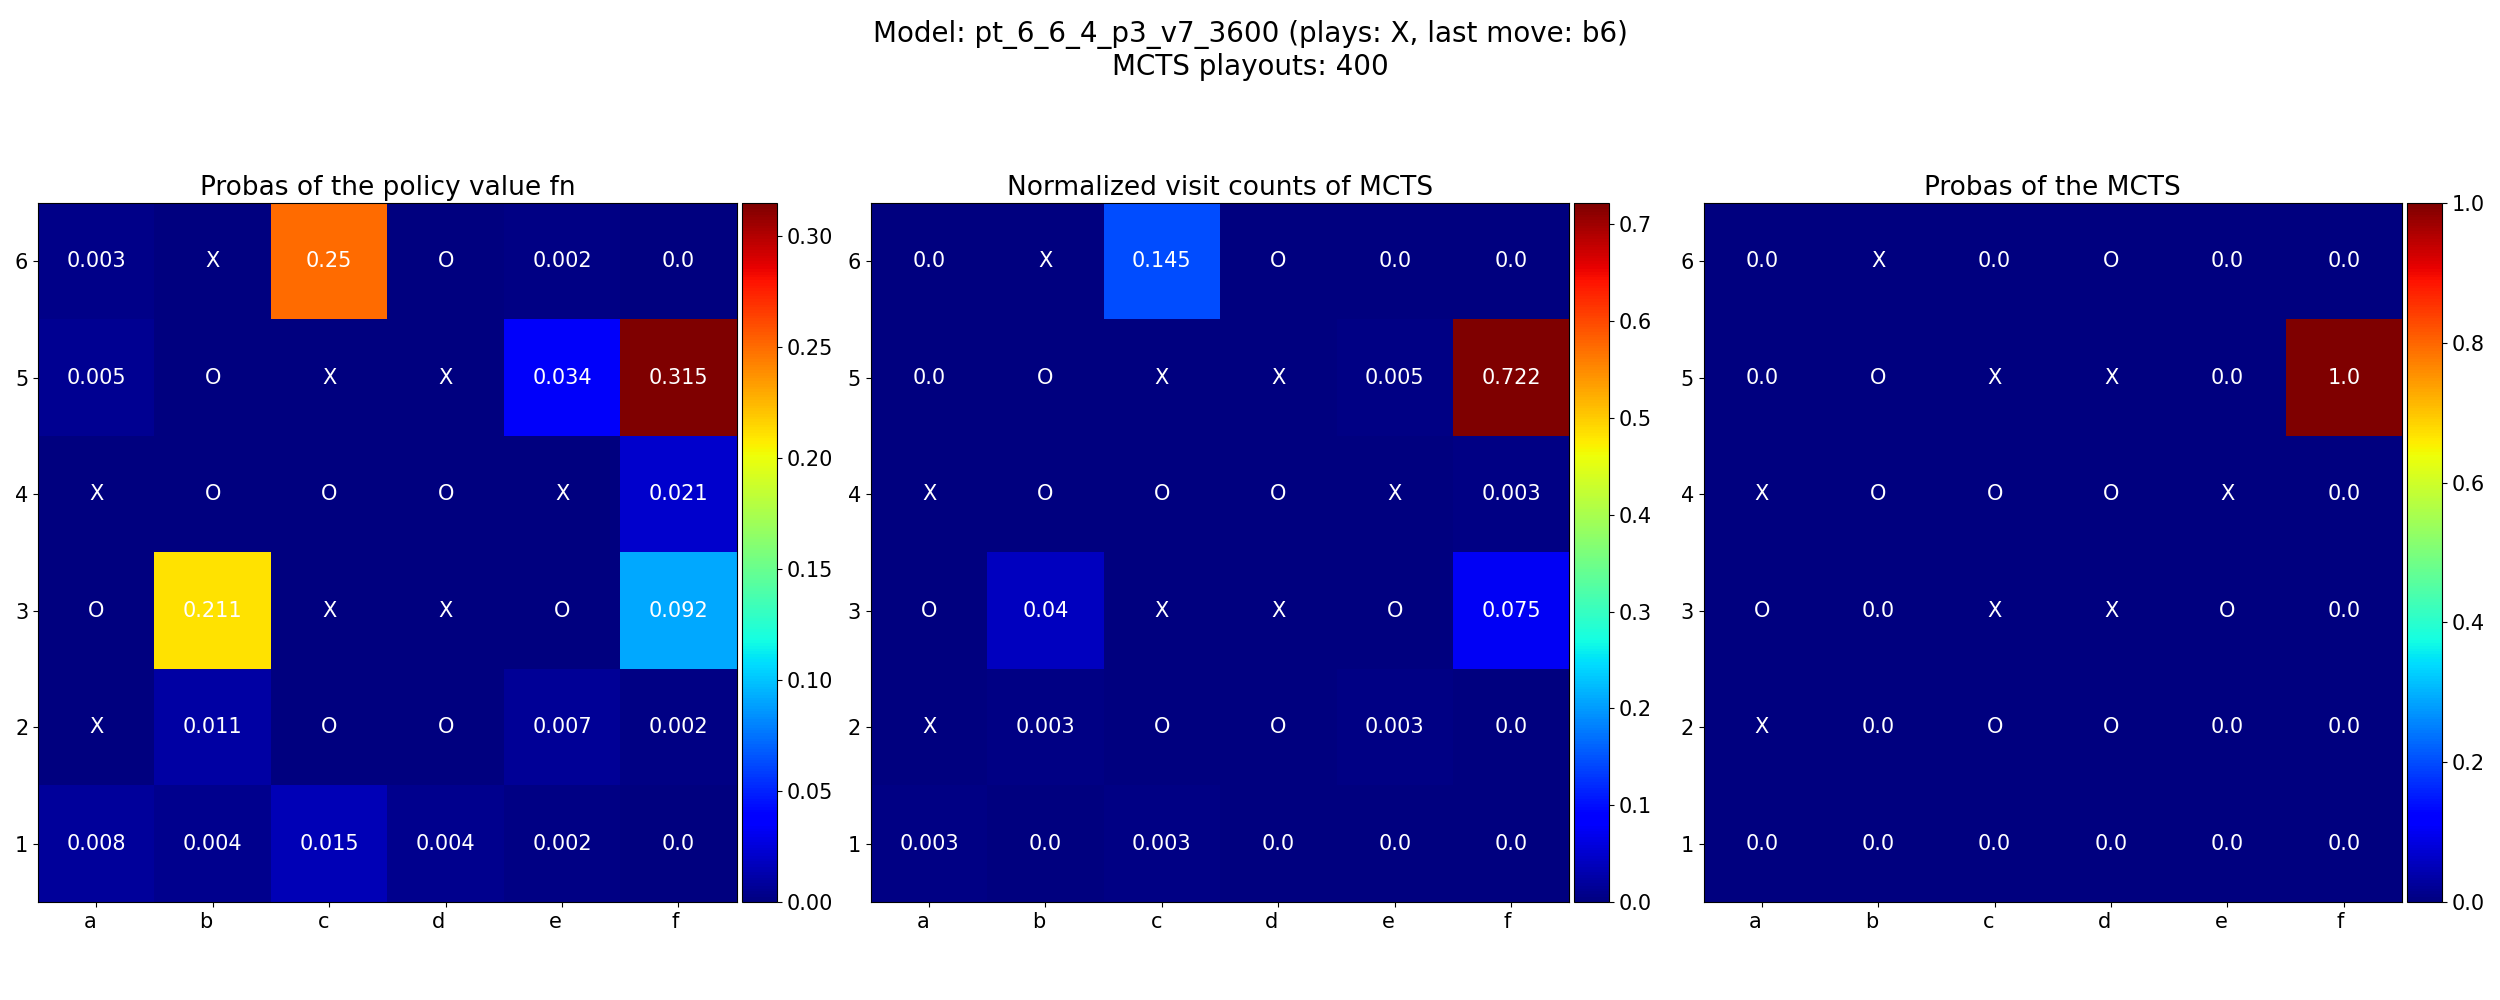 Model: pt_6_6_4_p3_v7_3600 (plays: X, last move: b6)
MCTS playouts: 400
Probas of the policy value fn
6 0.003 X 0.25 O 0.002 0.0
5 0.005 O X X 0.034 0.315
4 X O O O X 0.021
3 O 0.211 X X O 0.092
2 X 0.011 O O 0.007 0.002
1 0.008 0.004 0.015 0.004 0.002 0.0
a b c d e f
0.30
0.25
0.20
0.15
0.10
0.05
0.00
Normalized visit counts of MCTS
6 0.0 X 0.145 O 0.0 0.0
5 0.0 O X X 0.005 0.722
4 X O O O X 0.003
3 O 0.04 X X O 0.075
2 X 0.003 O O 0.003 0.0
1 0.003 0.0 0.003 0.0 0.0 0.0
a b c d e f
0.7
0.6
0.5
0.4
0.3
0.2
0.1
0.0
Probas of the MCTS
6 0.0 X 0.0 O 0.0 0.0
5 0.0 O X X 0.0 1.0
4 X O O O X 0.0
3 O 0.0 X X O 0.0
2 X 0.0 O O 0.0 0.0
1 0.0 0.0 0.0 0.0 0.0 0.0
a b c d e f
1.0
0.8
0.6
0.4
0.2
0.0